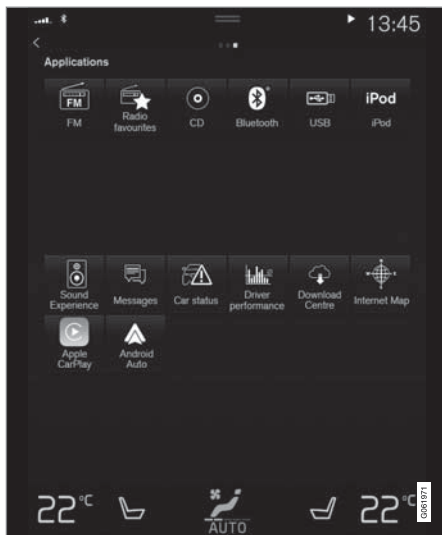 13:45
Applications
FM
iPod
FM
Radio
favourites
CD
Bluetooth
USB
iPod
Sound
Experience
Messages
Car status
Driver
performance
Download
Centre
Internet Map
Apple
CarPlay
Android
Auto
22°C
AUTO
22°C
G061971